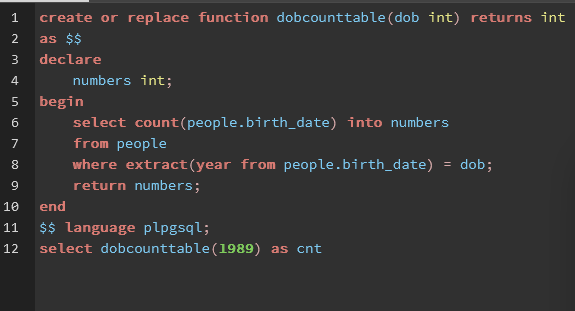 1 create or replace function dobcounttable(dob int) returns int
2 as $$
3 declare
4     numbers int;
5 begin
6     select count(people.birth_date) into numbers
7     from people
8     where extract(year from people.birth_date) = dob;
9     return numbers;
10 end
11 $$ language plpgsql;
12 select dobcounttable(1989) as cnt